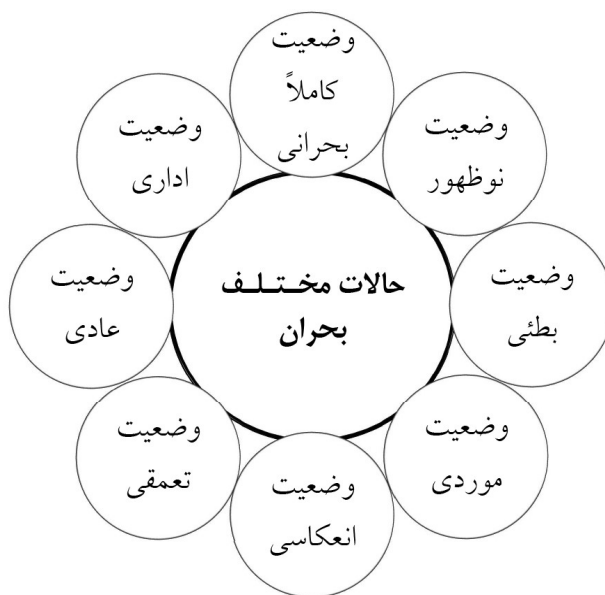 وضعیت
کاملاً
بحرانی
وضعیت
نوظهور
وضعیت
بطئی
وضعیت
موردی
وضعیت
انعکاسی
وضعیت
تعمقی
وضعیت
عادی
وضعیت
اداری
حالات مختلف
بحران